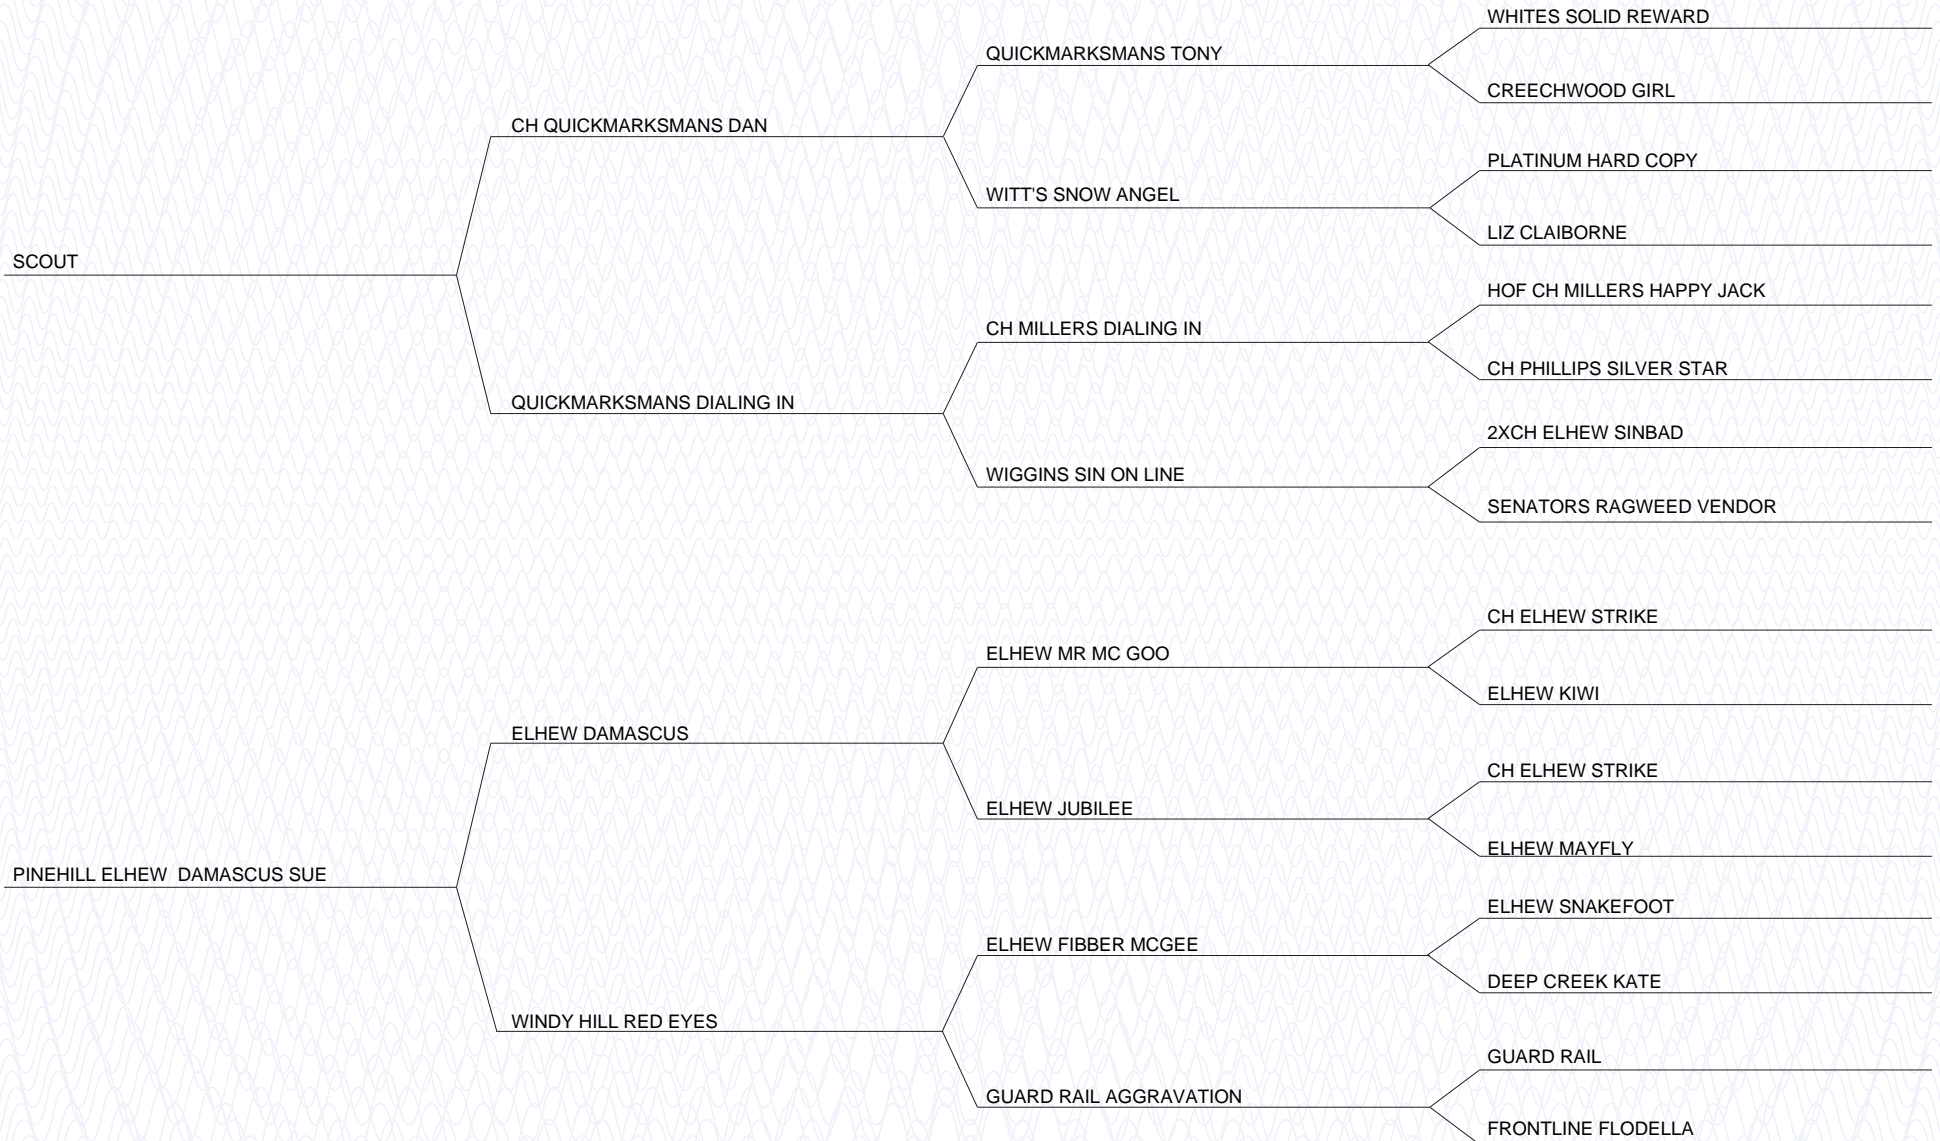 WHITES SOLID REWARD
QUICKMARKSMANS TONY
CREECHWOOD GIRL
CH QUICKMARKSMANS DAN
PLATINUM HARD COPY
WITT'S SNOW ANGEL
LIZ CLAIBORNE
SCOUT
HOF CH MILLERS HAPPY JACK
CH MILLERS DIALING IN
CH PHILLIPS SILVER STAR
QUICKMARKSMANS DIALING IN
2XCH ELHEW SINBAD
WIGGINS SIN ON LINE
SENATORS RAGWEED VENDOR
CH ELHEW STRIKE
ELHEW MR MC GOO
ELHEW KIWI
ELHEW DAMASCUS
CH ELHEW STRIKE
ELHEW JUBILEE
ELHEW MAYFLY
PINEHILL ELHEW  DAMASCUS SUE
ELHEW SNAKEFOOT
ELHEW FIBBER MCGEE
DEEP CREEK KATE
WINDY HILL RED EYES
GUARD RAIL
GUARD RAIL AGGRAVATION
FRONTLINE FLODELLA